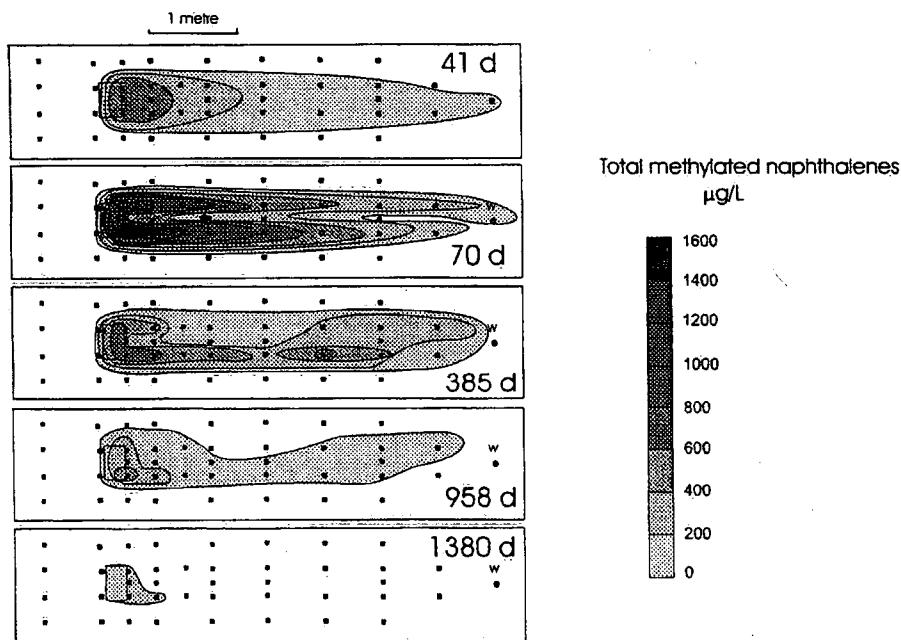 1 metre
41 d
w
70 d
w
385 d
w
958 d
1380 d
w
Total methylated naphthalenes
µg/L
1600
1400
1200
1000
800
600
400
200
0